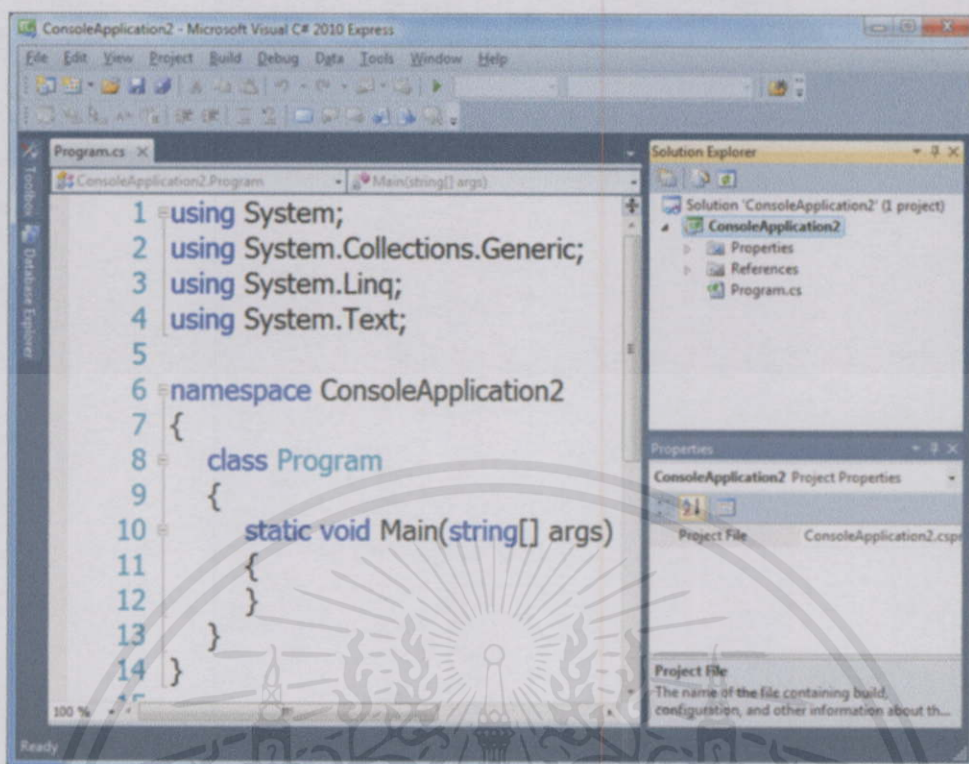 ConsoleApplication2 - Microsoft Visual C# 2010 Express
File Edit View Project Build Debug Data Tools Window Help
Program.cs
ConsoleApplication2.Program
Main(string[] args)
Toolbox
Database Explorer
1 using System;
2 using System.Collections.Generic;
3 using System.Linq;
4 using System.Text;
5
6 namespace ConsoleApplication2
7 {
8 class Program
9 {
10 static void Main(string[] args)
11 {
12 }
13 }
14 }
15
100 %
Solution Explorer
Solution 'ConsoleApplication2' (1 project)
ConsoleApplication2
Properties
References
Program.cs
Properties
ConsoleApplication2 Project Properties
Project File ConsoleApplication2.cspr
Project File
The name of the file containing build,
configuration, and other information about th...
Ready